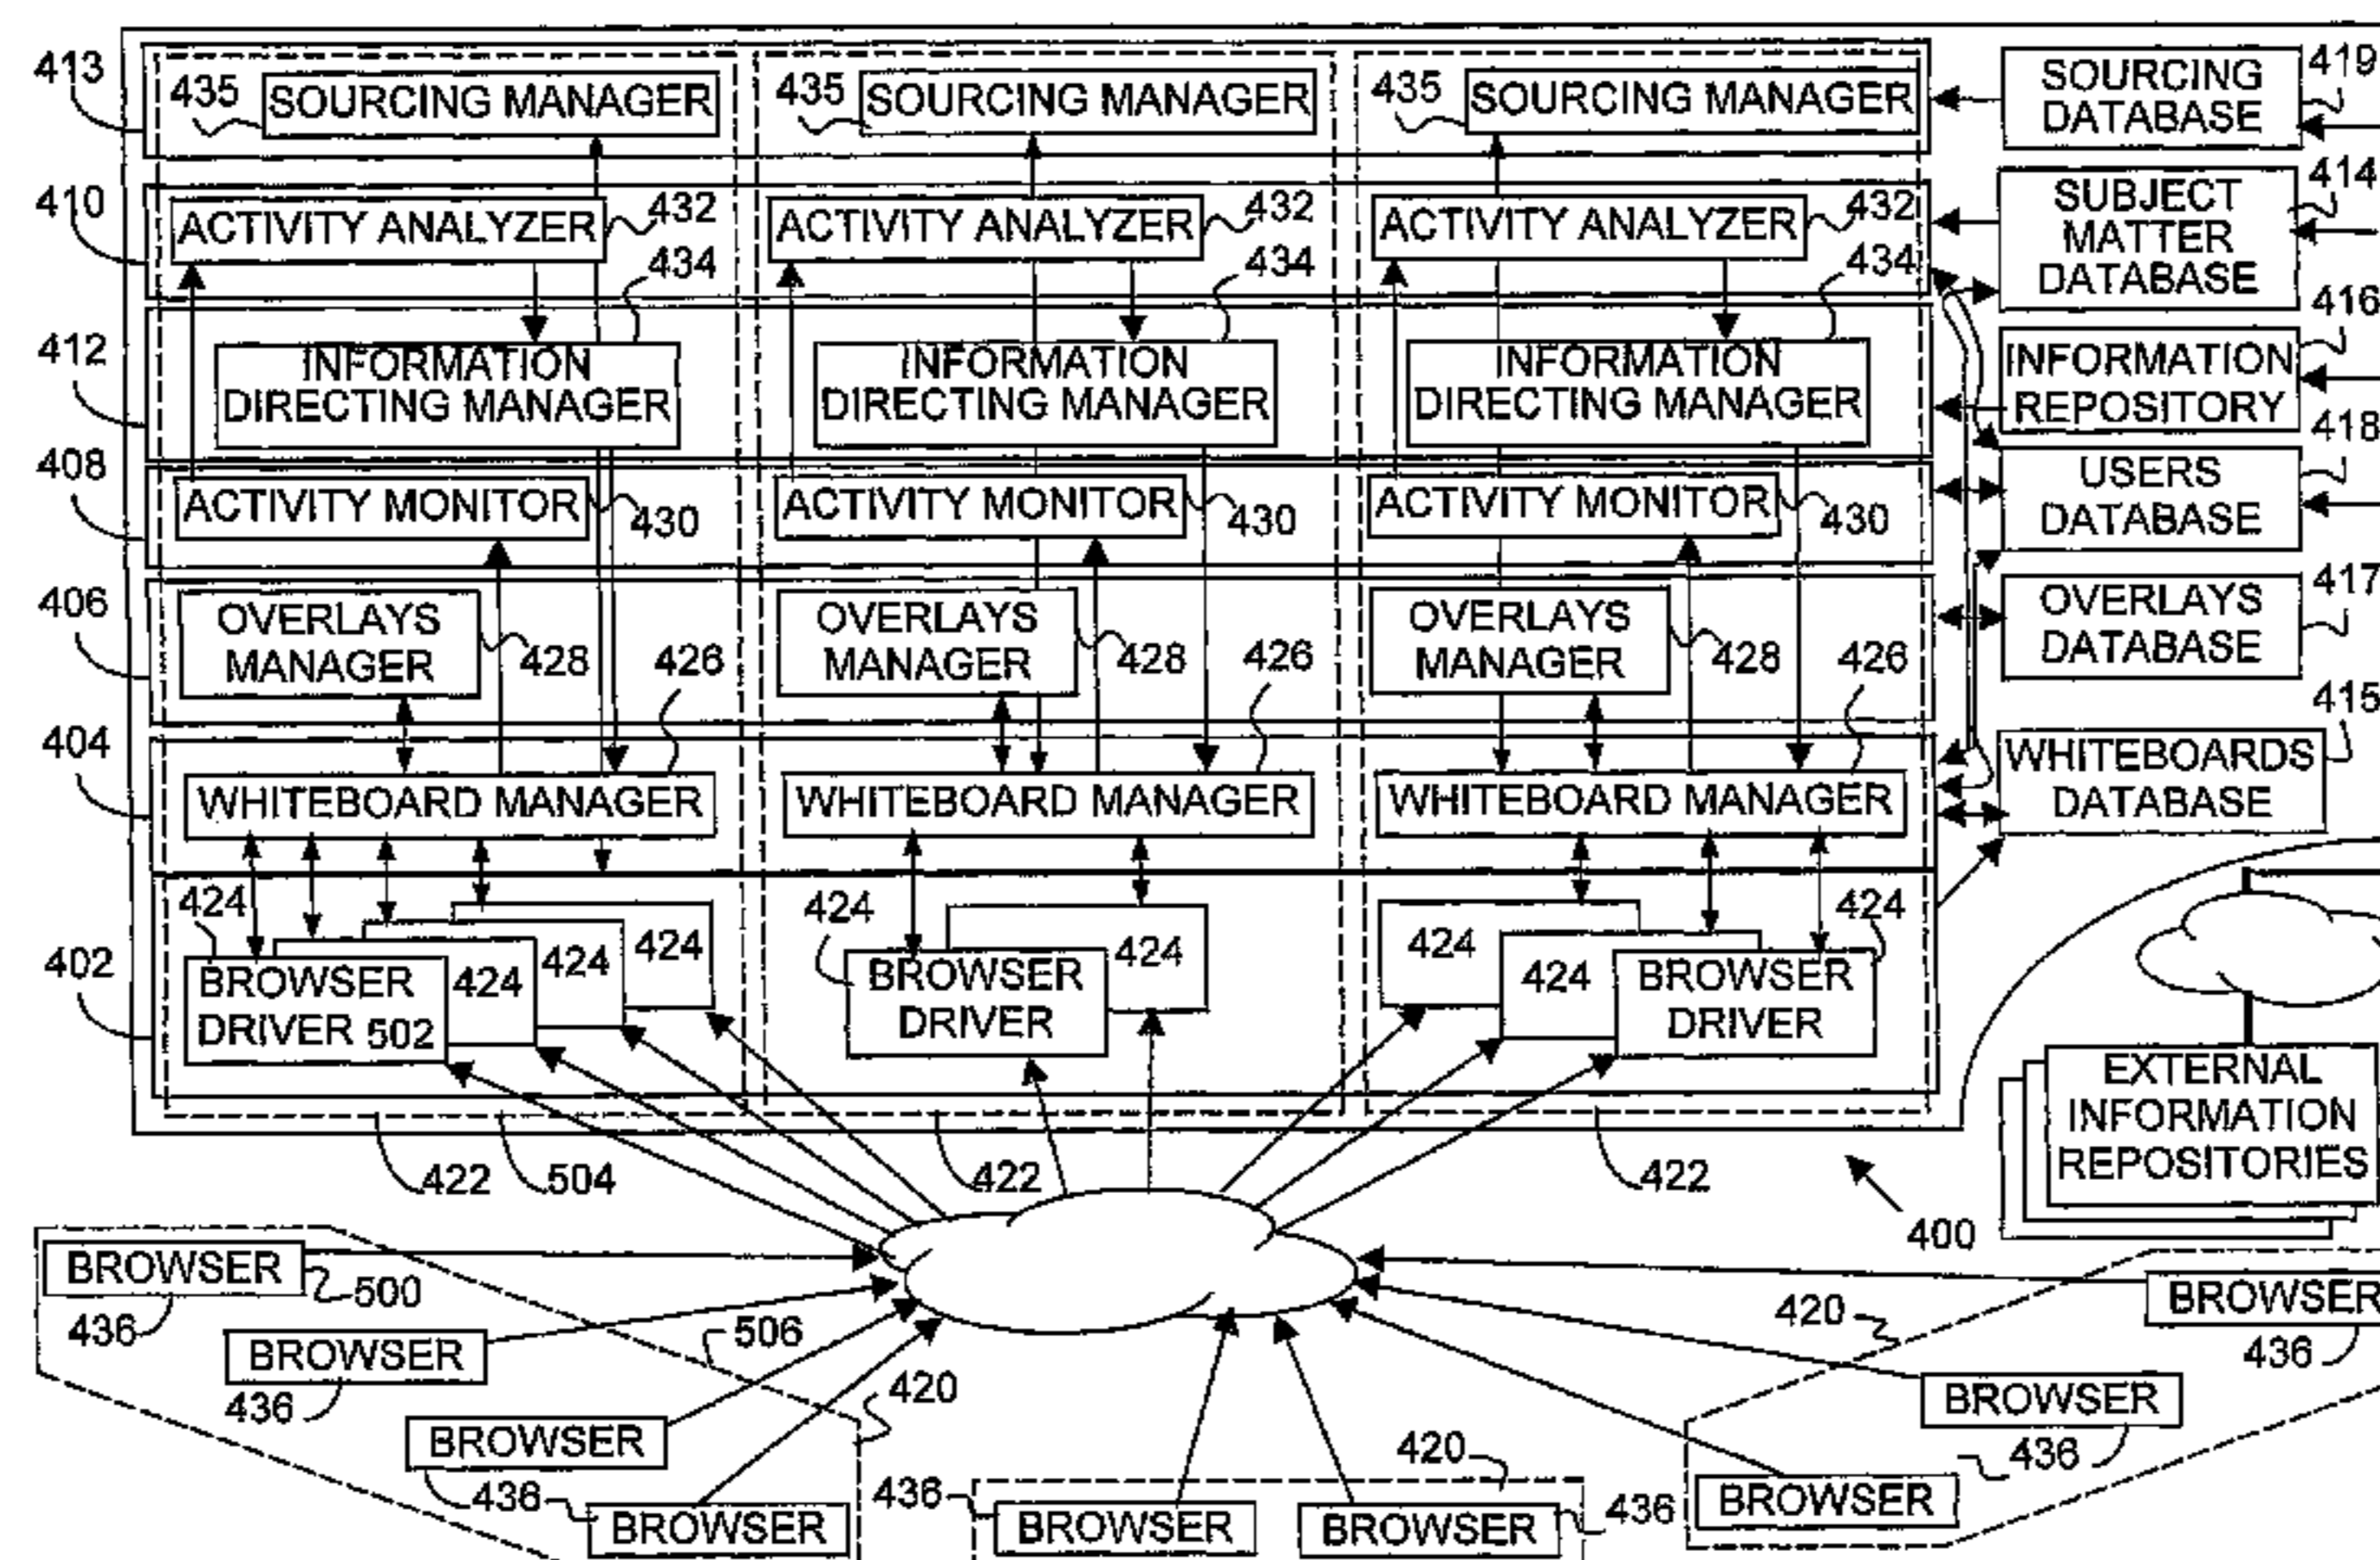 413
435
SOURCING MANAGER
435
SOURCING MANAGER
435
SOURCING MANAGER
SOURCING
DATABASE
419
410
ACTIVITY ANALYZER
432
ACTIVITY ANALYZER
432
ACTIVITY ANALYZER
432
SUBJECT
MATTER
DATABASE
414
434
434
434
412
INFORMATION
DIRECTING MANAGER
INFORMATION
DIRECTING MANAGER
INFORMATION
DIRECTING MANAGER
INFORMATION
REPOSITORY
416
418
408
ACTIVITY MONITOR
430
ACTIVITY MONITOR
430
ACTIVITY MONITOR
430
USERS
DATABASE
406
OVERLAYS
MANAGER
428
426
OVERLAYS
MANAGER
428
426
OVERLAYS
MANAGER
428
426
OVERLAYS
DATABASE
417
415
404
WHITEBOARD MANAGER
WHITEBOARD MANAGER
WHITEBOARD MANAGER
WHITEBOARDS
DATABASE
402
424
BROWSER
DRIVER 502
424
424
424
424
BROWSER
DRIVER
424
424
424
BROWSER
DRIVER
424
EXTERNAL
INFORMATION
REPOSITORIES
422
504
422
422
400
BROWSER
500
436
BROWSER
436
506
420
BROWSER
436
BROWSER
436
BROWSER
420
BROWSER
436
420
BROWSER
436
BROWSER
436
BROWSER